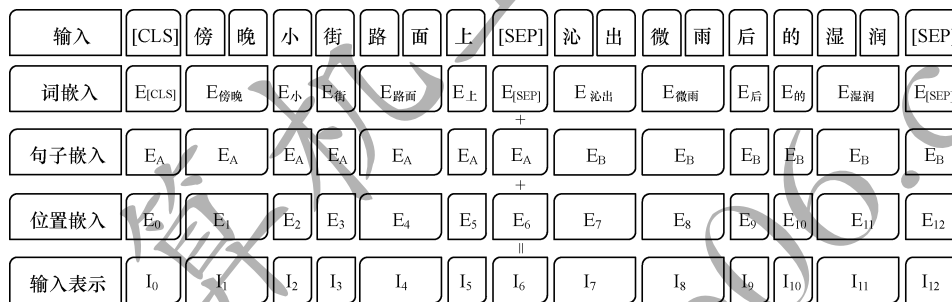 输入 [CLS] 傍 晚 小 街 路 面 上 [SEP] 沁 出 微 雨 后 的 湿 润 [SEP
词嵌入 E[CLS] E傍晚 E小 E街 E路面 E上 E[SEP] E沁出 E微雨 E后 E的 E湿润 E[SEP
+
句子嵌入 EA EA EA EA EA EA EA EB EB EB EB EB EB
+
位置嵌入 E0 E1 E2 E3 E4 E5 E6 E7 E8 E9 E10 E11 E12
=
输入表示 I0 I1 I2 I3 I4 I5 I6 I7 I8 I9 I10 I11 I12